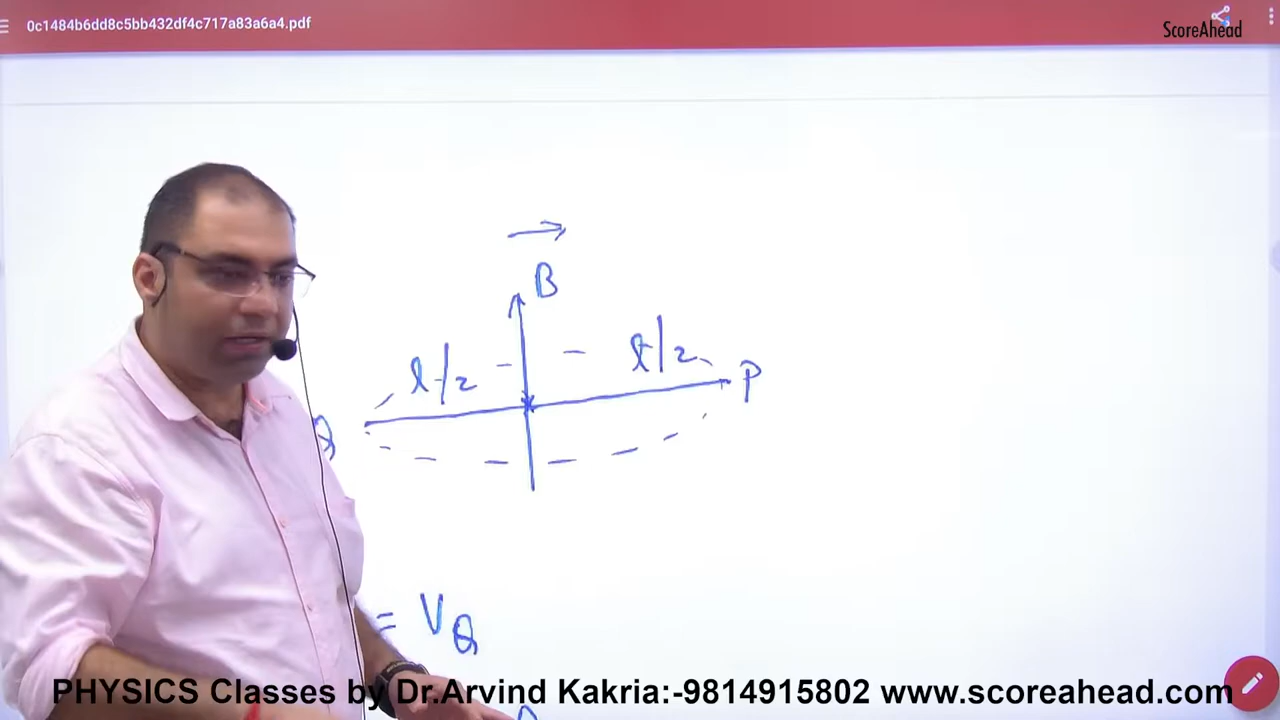 0c1484b6dd8c5bb432df4c717a83a6a4.pdf
ScoreAhead
B
l/2
l/2
P
Q
= V_Q
PHYSICS Classes by Dr.Arvind Kakria:-9814915802 www.scoreahead.com